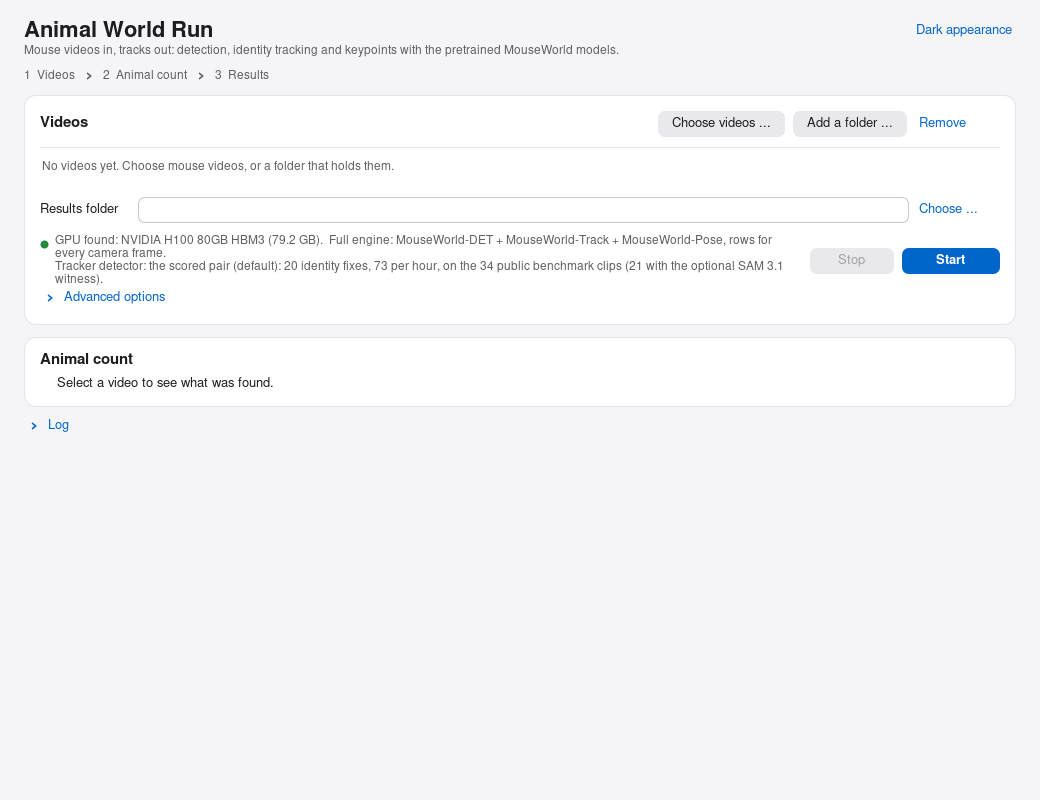 Animal World Run
Dark appearance
Mouse videos in, tracks out: detection, identity tracking and keypoints with the pretrained MouseWorld models.
1 Videos > 2 Animal count > 3 Results
Videos
Choose videos ...
Add a folder ...
Remove
No videos yet. Choose mouse videos, or a folder that holds them.
Results folder
Choose ...
GPU found: NVIDIA H100 80GB HBM3 (79.2 GB). Full engine: MouseWorld-DET + MouseWorld-Track + MouseWorld-Pose, rows for
every camera frame.
Tracker detector: the scored pair (default): 20 identity fixes, 73 per hour, on the 34 public benchmark clips (21 with the optional SAM 3.1
witness).
Stop
Start
> Advanced options
Animal count
Select a video to see what was found.
> Log